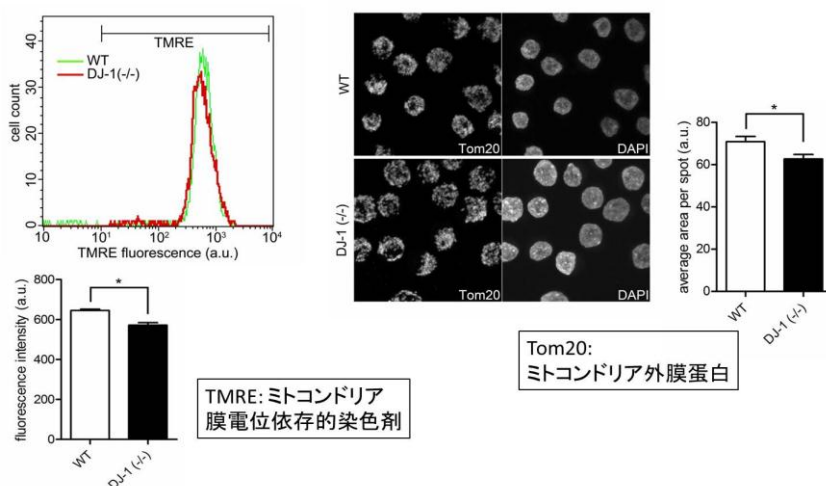 TMRE
WT
DJ-1(-/-)
cell count
40
30
20
10
0
10
10¹
10²
10³
10⁴
TMRE fluorescence (a.u.)
WT
Tom20
DAPI
DJ-1 (-/-)
Tom20
DAPI
*
average area per spot (a.u.)
80
60
40
20
0
WT
DJ-1 (-/-)
*
fluorescence intensity (a.u.)
800
600
400
200
0
WT
DJ-1 (-/-)
TMRE: ミトコンドリア
膜電位依存的染色剤
Tom20:
ミトコンドリア外膜蛋白